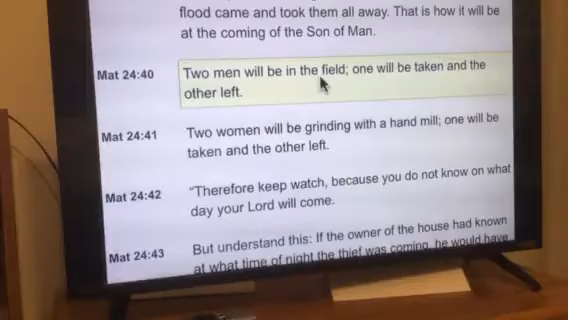 flood came and took them all away. That is how it will be
at the coming of the Son of Man.
Mat 24:40 Two men will be in the field; one will be taken and the
other left.
Mat 24:41 Two women will be grinding with a hand mill; one will be
taken and the other left.
Mat 24:42 “Therefore keep watch, because you do not know on what
day your Lord will come.
Mat 24:43 But understand this: If the owner of the house had known
at what time of night the thief was coming, he would have